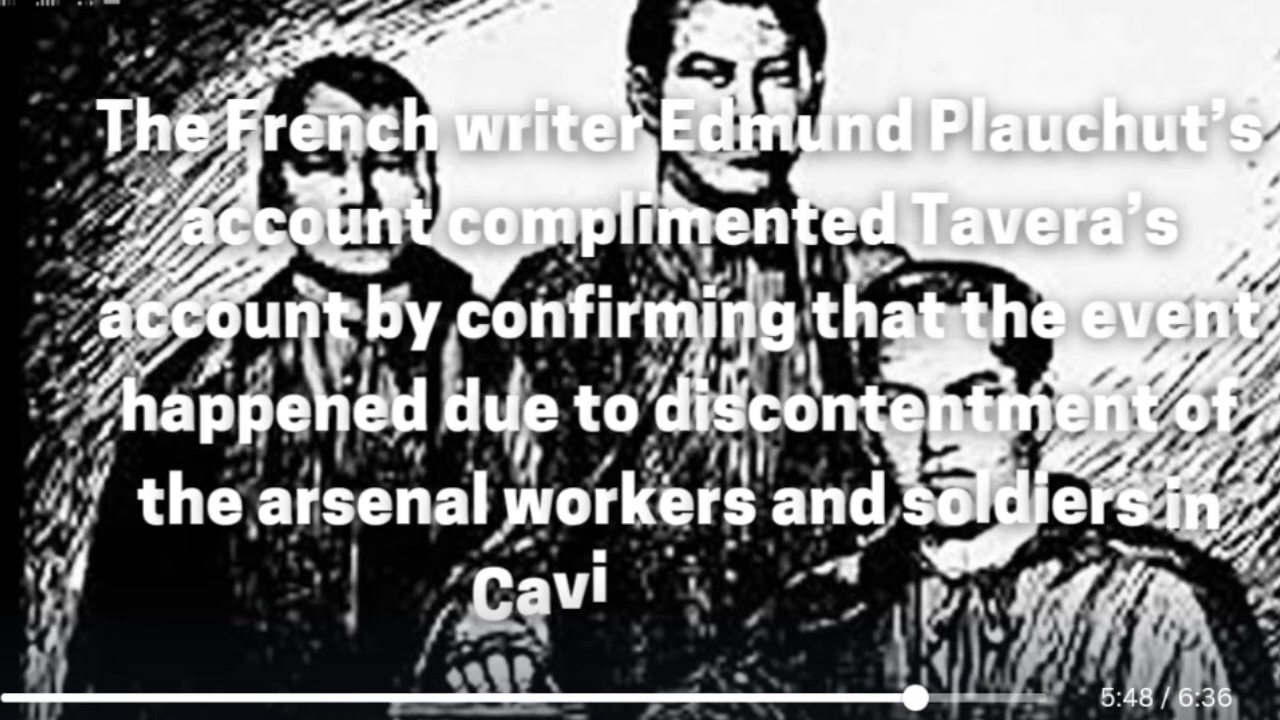 The French writer Edmund Plauchut's
account complimented Tavera's
account by confirming that the event
happened due to discontentment of
the arsenal workers and soldiers in
Cavi
5:48 / 6:36